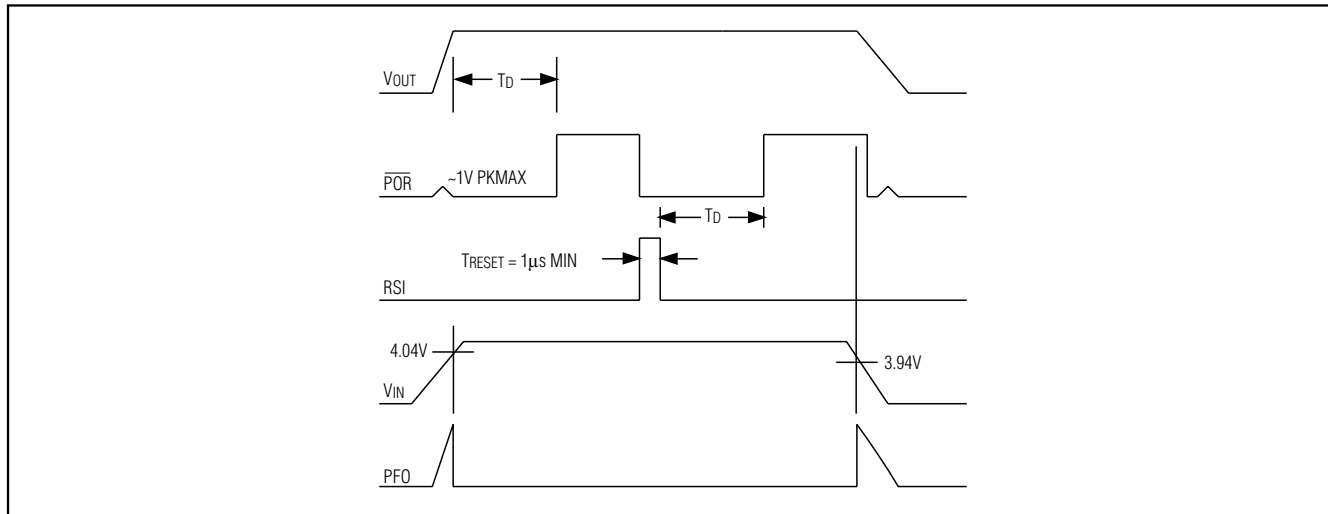 VOUT
TD
POR
~1V PKMAX
TD
TRESET = 1µs MIN
RSI
4.04V
3.94V
VIN
PFO